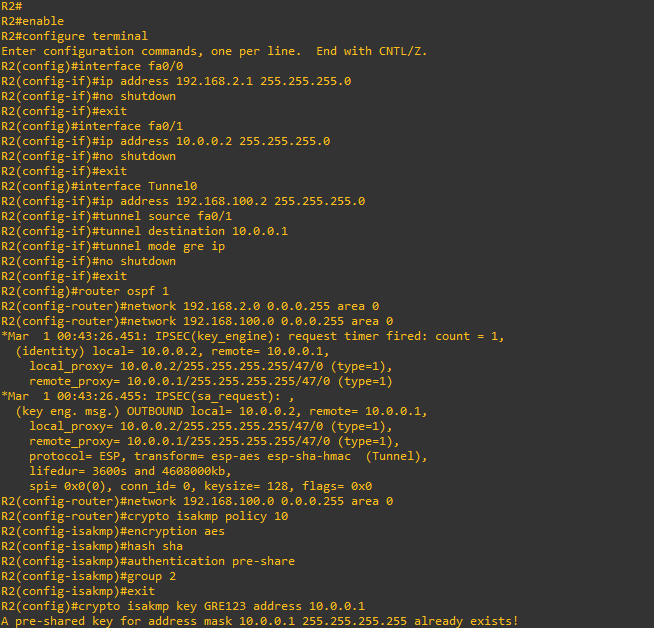 R2#
R2#enable
R2#configure terminal
Enter configuration commands, one per line.  End with CNTL/Z.
R2(config)#interface fa0/0
R2(config-if)#ip address 192.168.2.1 255.255.255.0
R2(config-if)#no shutdown
R2(config-if)#exit
R2(config)#interface fa0/1
R2(config-if)#ip address 10.0.0.2 255.255.255.0
R2(config-if)#no shutdown
R2(config-if)#exit
R2(config)#interface Tunnel0
R2(config-if)#ip address 192.168.100.2 255.255.255.0
R2(config-if)#tunnel source fa0/1
R2(config-if)#tunnel destination 10.0.0.1
R2(config-if)#tunnel mode gre ip
R2(config-if)#no shutdown
R2(config-if)#exit
R2(config)#router ospf 1
R2(config-router)#network 192.168.2.0 0.0.0.255 area 0
R2(config-router)#network 192.168.100.0 0.0.0.255 area 0
*Mar  1 00:43:26.451: IPSEC(key_engine): request timer fired: count = 1,
  (identity) local= 10.0.0.2, remote= 10.0.0.1,
    local_proxy= 10.0.0.2/255.255.255.255/47/0 (type=1),
    remote_proxy= 10.0.0.1/255.255.255.255/47/0 (type=1)
*Mar  1 00:43:26.455: IPSEC(sa_request): ,
  (key eng. msg.) OUTBOUND local= 10.0.0.2, remote= 10.0.0.1,
    local_proxy= 10.0.0.2/255.255.255.255/47/0 (type=1),
    remote_proxy= 10.0.0.1/255.255.255.255/47/0 (type=1),
    protocol= ESP, transform= esp-aes esp-sha-hmac  (Tunnel),
    lifedur= 3600s and 4608000kb,
    spi= 0x0(0), conn_id= 0, keysize= 128, flags= 0x0
R2(config-router)#network 192.168.100.0 0.0.0.255 area 0
R2(config-router)#crypto isakmp policy 10
R2(config-isakmp)#encryption aes
R2(config-isakmp)#hash sha
R2(config-isakmp)#authentication pre-share
R2(config-isakmp)#group 2
R2(config-isakmp)#exit
R2(config)#crypto isakmp key GRE123 address 10.0.0.1
A pre-shared key for address mask 10.0.0.1 255.255.255.255 already exists!